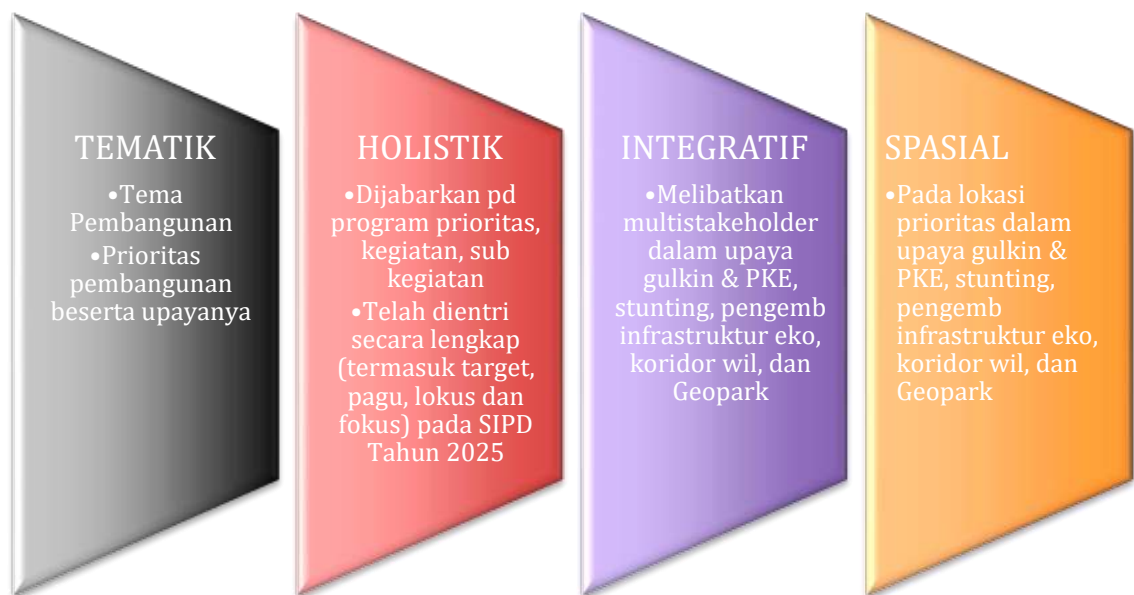 TEMATIK
•Tema
Pembangunan
•Prioritas
pembangunan
beserta upayanya
HOLISTIK
•Dijabarkan pd
program prioritas,
kegiatan, sub
kegiatan
•Telah dientri
secara lengkap
(termasuk target,
pagu, lokus dan
fokus) pada SIPD
Tahun 2025
INTEGRATIF
•Melibatkan
multistakeholder
dalam upaya
gulkin & PKE,
stunting, pengemb
infrastruktur eko,
koridor wil, dan
Geopark
SPASIAL
•Pada lokasi
prioritas dalam
upaya gulkin &
PKE, stunting,
pengemb
infrastruktur eko,
koridor wil, dan
Geopark